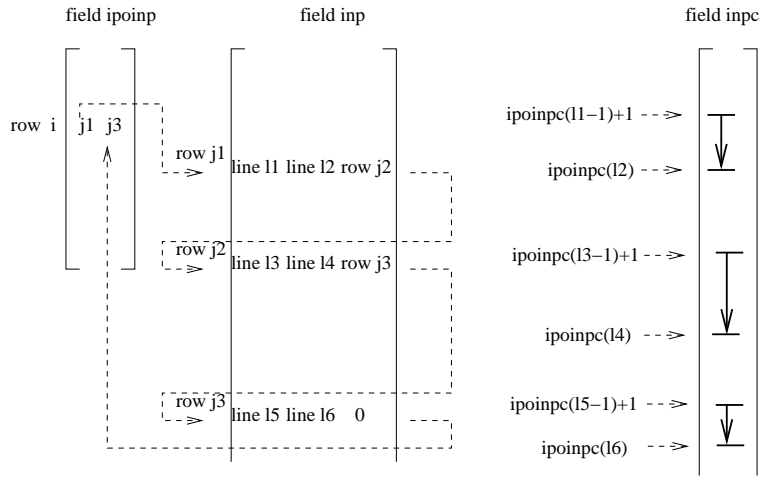 field ipoinp
field inp
field inpc
row i
j1 j3
row j1
line l1 line l2 row j2
row j2
line l3 line l4 row j3
row j3
line l5 line l6 0
ipoinpc(l1−1)+1
ipoinpc(l2)
ipoinpc(l3−1)+1
ipoinpc(l4)
ipoinpc(l5−1)+1
ipoinpc(l6)